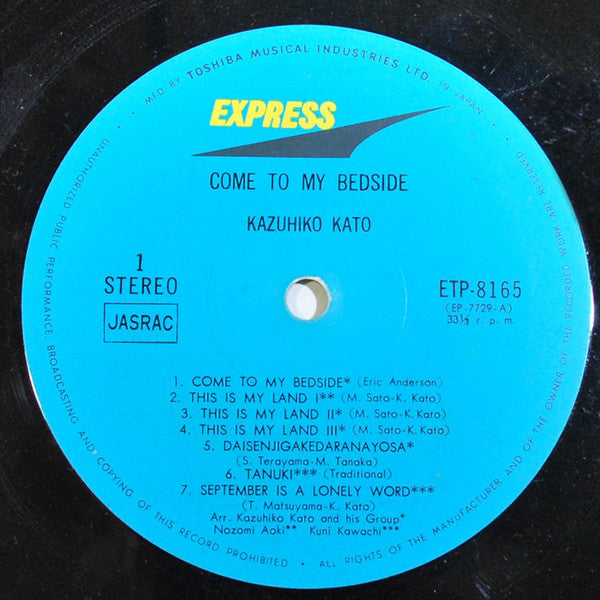 MFD BY TOSHIBA MUSICAL INDUSTRIES LTD. IN JAPAN.
EXPRESS
COME TO MY BEDSIDE
KAZUHIKO KATO
1
STEREO
JASRAC
ETP-8165
(EP-7729-A)
33⅓ r. p. m.
1. COME TO MY BEDSIDE* (Eric Anderson)
2. THIS IS MY LAND I** (M. Sato-K. Kato)
3. THIS IS MY LAND II* (M. Sato-K. Kato)
4. THIS IS MY LAND III* (M. Sato-K. Kato)
5. DAISENJIGAKEDARANAYOSA*
(S. Terayama-M. Tanaka)
6. TANUKI*** (Traditional)
7. SEPTEMBER IS A LONELY WORD***
(T. Matsuyama-K. Kato)
Arr. Kazuhiko Kato and his Group*
Nozomi Aoki** Kuni Kawachi***
UNAUTHORIZED PUBLIC PERFORMANCE, BROADCASTING AND COPYING OF THIS RECORD PROHIBITED • ALL RIGHTS OF THE MANUFACTURER AND OF THE OWNER OF THE RECORDED WORK ARE RESERVED